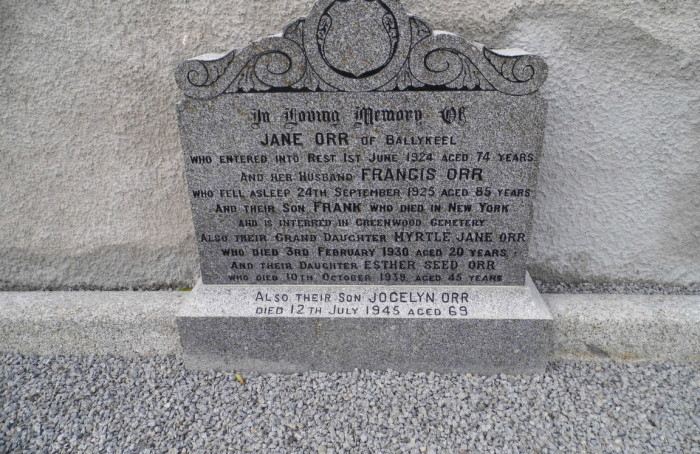 In Loving Memory Of
JANE ORR OF BALLYKEEL
WHO ENTERED INTO REST 1ST JUNE 1924 AGED 74 YEARS
AND HER HUSBAND FRANCIS ORR
WHO FELL ASLEEP 24TH SEPTEMBER 1925 AGED 85 YEARS
AND THEIR SON FRANK WHO DIED IN NEW YORK
AND IS INTERRED IN GREENWOOD CEMETERY
ALSO THEIR GRAND DAUGHTER MYRTLE JANE ORR
WHO DIED 3RD FEBRUARY 1930 AGED 20 YEARS
AND THEIR DAUGHTER ESTHER SEED ORR
WHO DIED 10TH OCTOBER 1938 AGED 45 YEARS
ALSO THEIR SON JOCELYN ORR
DIED 12TH JULY 1945 AGED 69